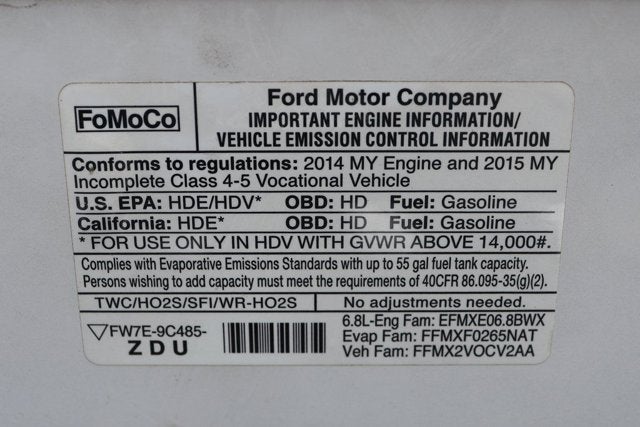 FoMoCo
Ford Motor Company
IMPORTANT ENGINE INFORMATION/
VEHICLE EMISSION CONTROL INFORMATION
Conforms to regulations: 2014 MY Engine and 2015 MY
Incomplete Class 4-5 Vocational Vehicle
U.S. EPA: HDE/HDV* OBD: HD Fuel: Gasoline
California: HDE* OBD: HD Fuel: Gasoline
* FOR USE ONLY IN HDV WITH GVWR ABOVE 14,000#.
Complies with Evaporative Emissions Standards with up to 55 gal fuel tank capacity.
Persons wishing to add capacity must meet the requirements of 40CFR 86.095-35(g)(2).
TWC/HO2S/SFI/WR-HO2S No adjustments needed.
FW7E-9C485-
ZDU
6.8L-Eng Fam: EFMXE06.8BWX
Evap Fam: FFMXF0265NAT
Veh Fam: FFMX2VOCV2AA